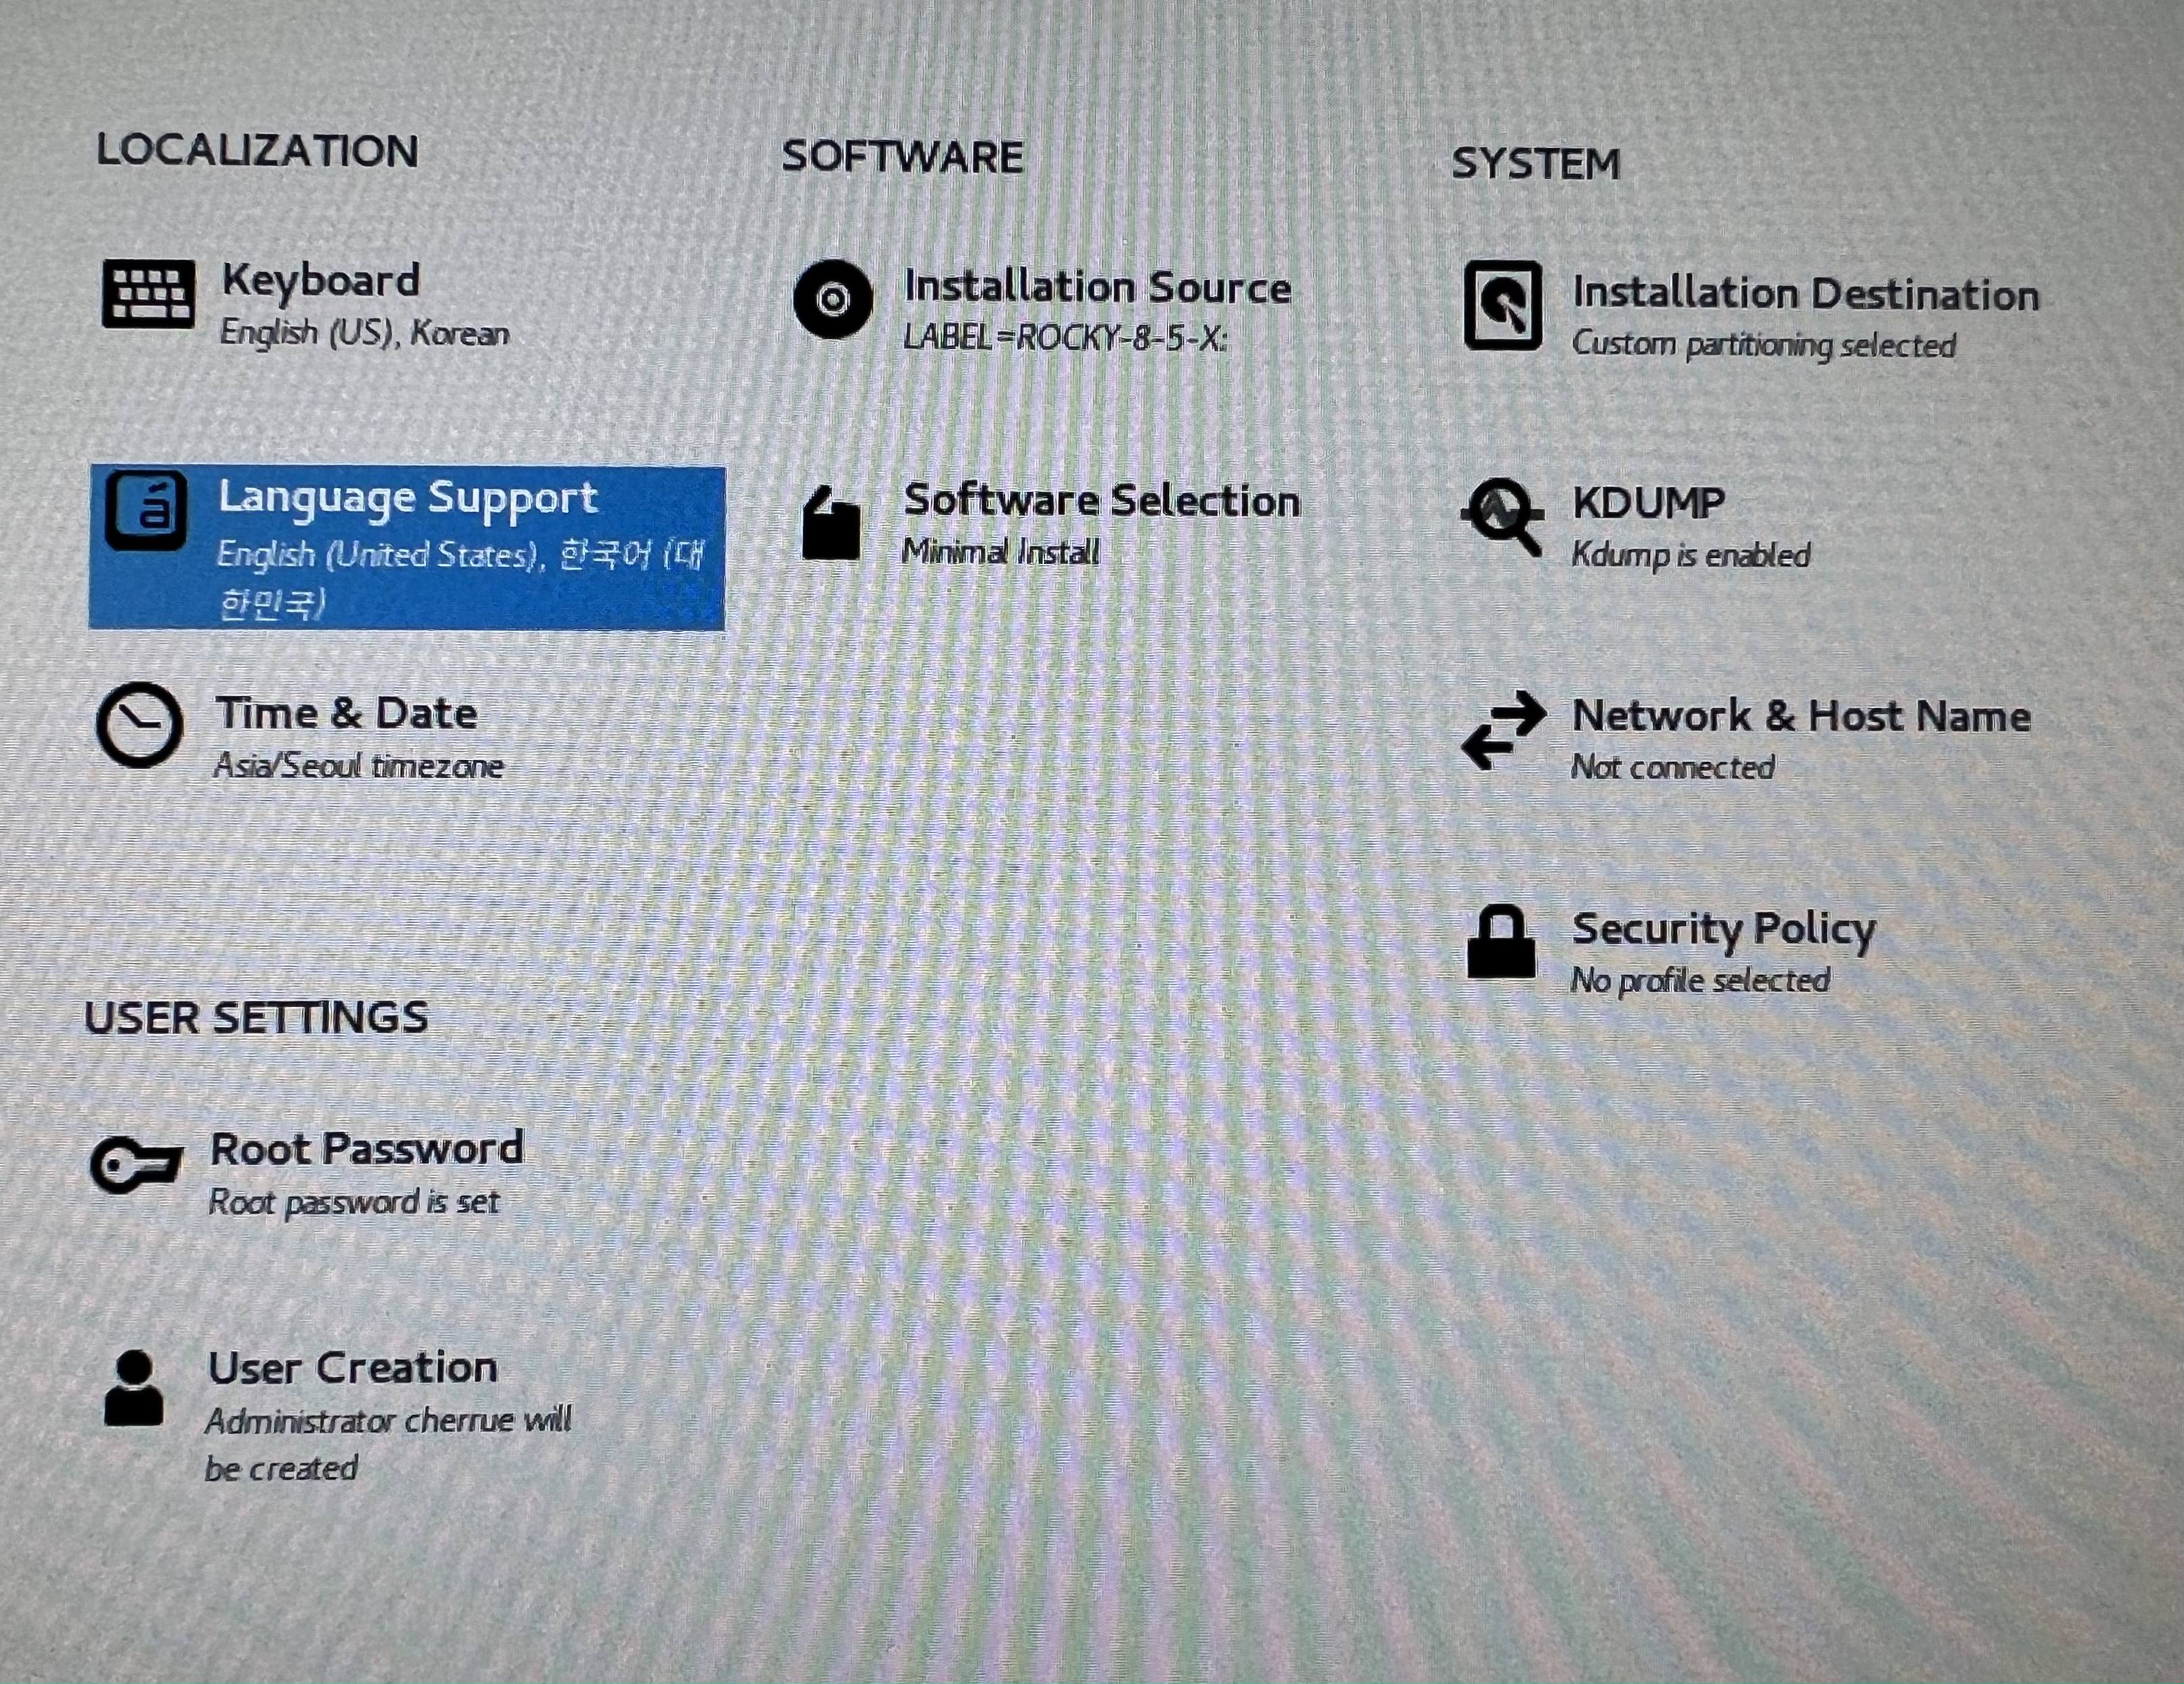 LOCALIZATION
Keyboard
English (US), Korean
Language Support
English (United States), 한국어 (대
한민국)
Time & Date
Asia/Seoul timezone
USER SETTINGS
Root Password
Root password is set
User Creation
Administrator cherrue will
be created
SOFTWARE
Installation Source
LABEL=ROCKY-8-5-X:
Software Selection
Minimal Install
SYSTEM
Installation Destination
Custom partitioning selected
KDUMP
Kdump is enabled
Network & Host Name
Not connected
Security Policy
No profile selected